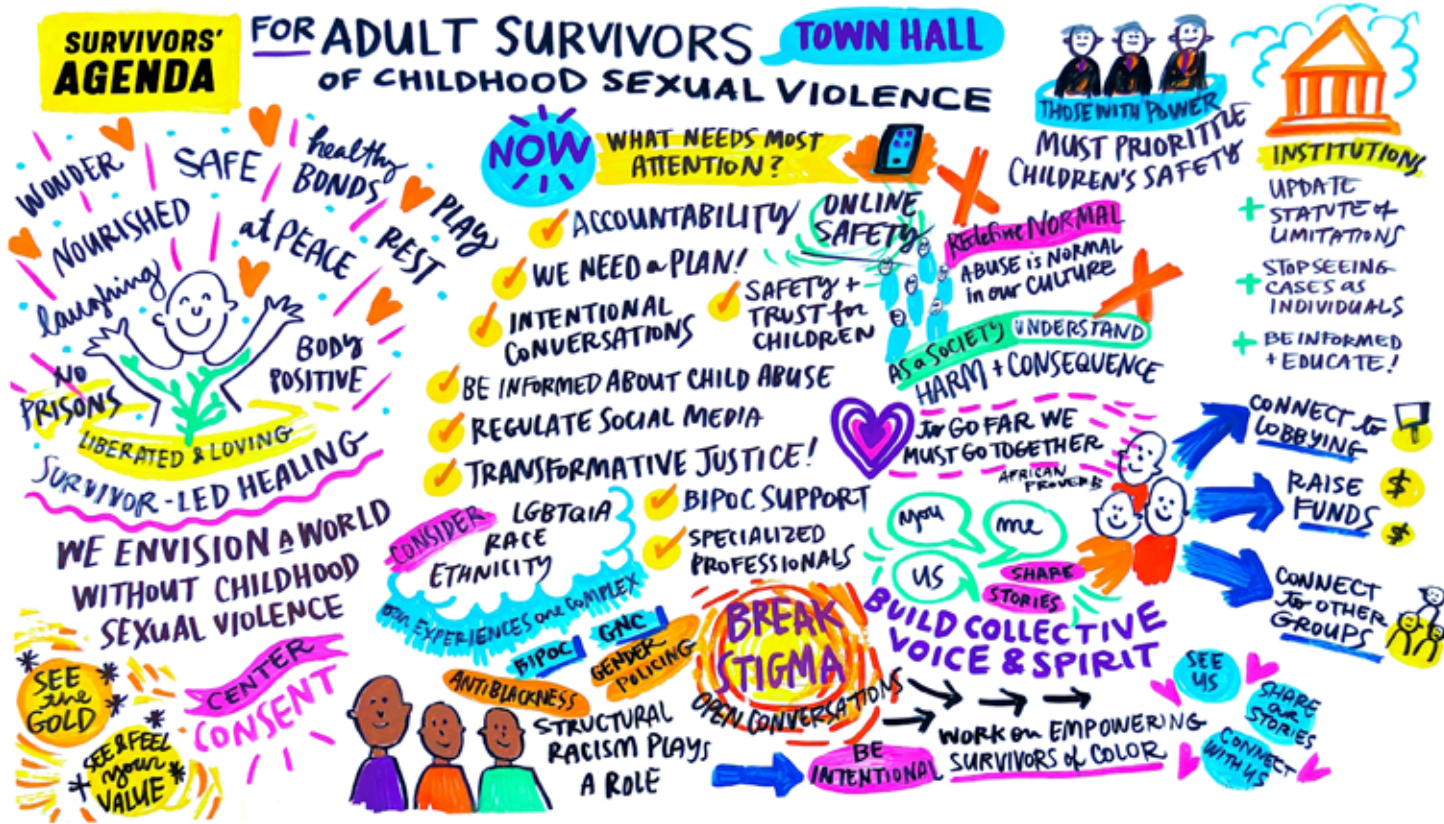 SURVIVORS'
AGENDA
FOR ADULT SURVIVORS
OF CHILDHOOD SEXUAL VIOLENCE
TOWN HALL
WONDER
SAFE
healthy
BONDS
PLAY
NOURISHED
at PEACE
REST
laughing
BODY
POSITIVE
NO
PRISONS
LIBERATED & LOVING
SURVIVOR-LED HEALING
WE ENVISION A WORLD
WITHOUT CHILDHOOD
SEXUAL VIOLENCE
SEE
the
GOLD
SEE & FEEL
your
VALUE
CENTER
CONSENT
NOW
WHAT NEEDS MOST
ATTENTION?
ACCOUNTABILITY
WE NEED a PLAN!
INTENTIONAL
CONVERSATIONS
ONLINE
SAFETY
SAFETY +
TRUST for
CHILDREN
BE INFORMED ABOUT CHILD ABUSE
REGULATE SOCIAL MEDIA
TRANSFORMATIVE JUSTICE!
BIPOC SUPPORT
SPECIALIZED
PROFESSIONALS
CONSIDER
LGBTQIA
RACE
ETHNICITY
OUR EXPERIENCES are COMPLEX
BIPOC
GNC
ANTIBLACKNESS
GENDER
POLICING
STRUCTURAL
RACISM PLAYS
A ROLE
THOSE WITH POWER
MUST PRIORITIZE
CHILDREN'S SAFETY
REdefine NORMAL
ABUSE is NORMAL
in our CULTURE
AS a SOCIETY UNDERSTAND
HARM + CONSEQUENCE
INSTITUTIONS
+ UPDATE
STATUTE of
LIMITATIONS
+ STOP SEEING
CASES as
INDIVIDUALS
+ BE INFORMED
+ EDUCATE!
To GO FAR WE
MUST GO TOGETHER
AFRICAN
PROVERB
CONNECT to
LOBBYING
RAISE
FUNDS
$
$
CONNECT
to OTHER
GROUPS
you
me
US
SHARE
STORIES
BUILD COLLECTIVE
VOICE & SPIRIT
BREAK
STIGMA
OPEN CONVERSATIONS
BE
INTENTIONAL
WORK on EMPOWERING
SURVIVORS of COLOR
SEE
US
SHARE
our
STORIES
CONNECT
WITH US